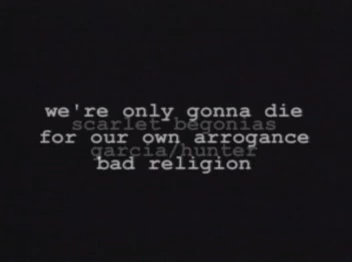 we're only gonna die
scarlet begonias
for our own arrogance
garcia/hunter
bad religion